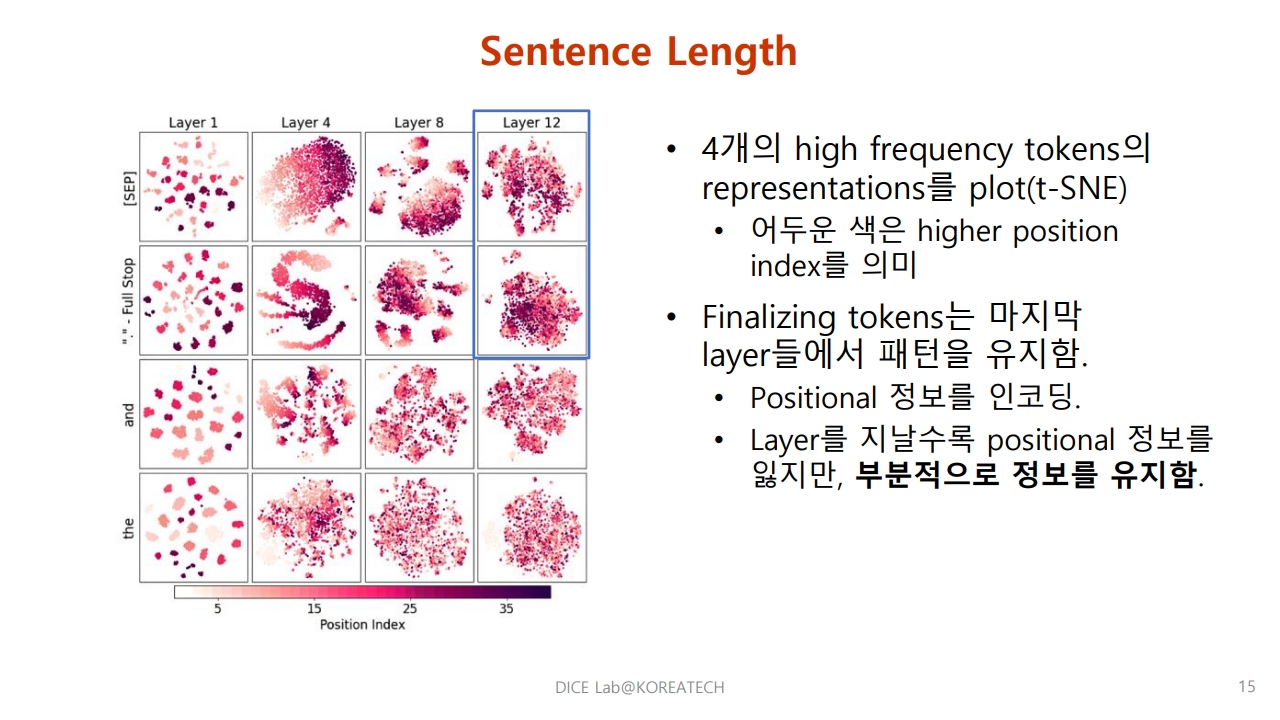 Sentence Length
Layer 1 Layer 4 Layer 8 Layer 12
[SEP]
"." - Full Stop
and
the
5 15 25 35
Position Index
• 4개의 high frequency tokens의
representations를 plot(t-SNE)
• 어두운 색은 higher position
index를 의미
• Finalizing tokens는 마지막
layer들에서 패턴을 유지함.
• Positional 정보를 인코딩.
• Layer를 지날수록 positional 정보를
잃지만, 부분적으로 정보를 유지함.
DICE Lab@KOREATECH
15